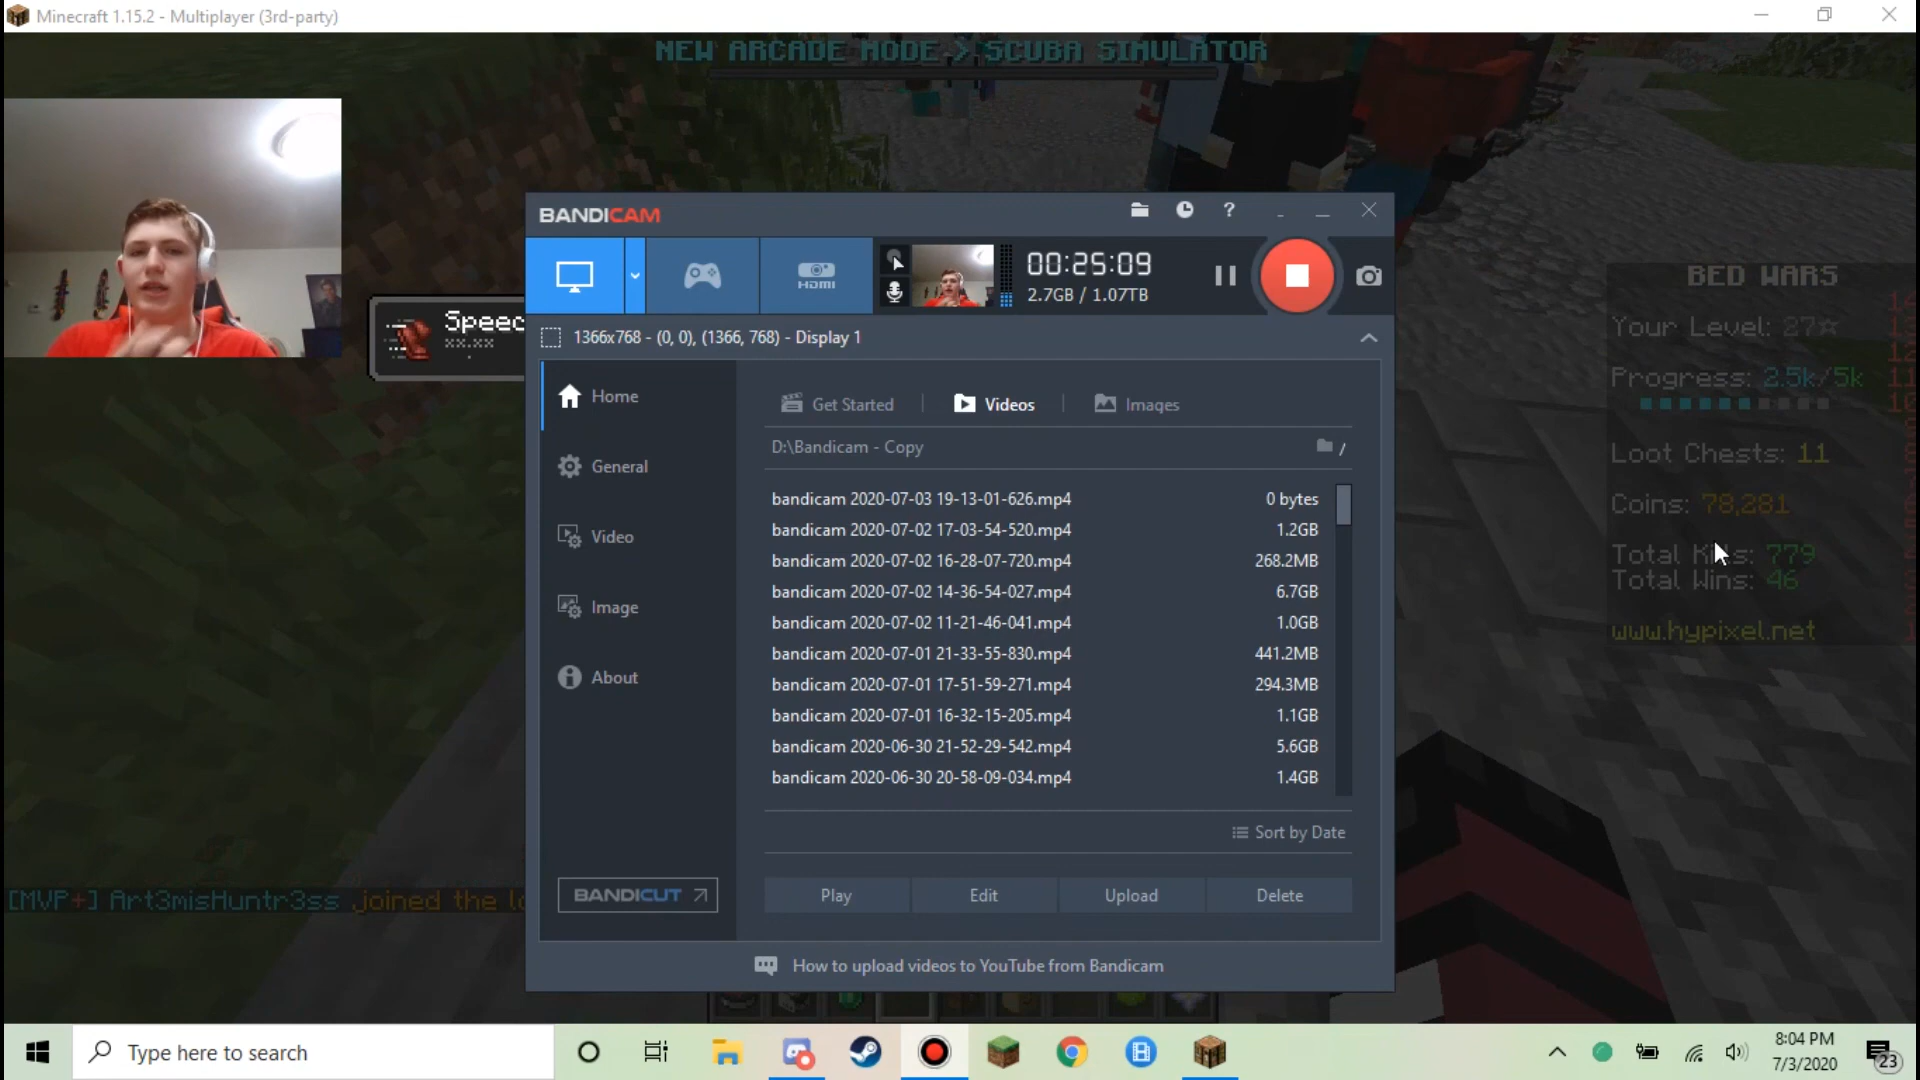 Minecraft 1.15.2 - Multiplayer (3rd-party)
NEW ARCADE MODE > SCUBA SIMULATOR
Speed
xx.xx
BANDICAM
?
HDMI
00:25:09
2.7GB / 1.07TB
1366x768 - (0, 0), (1366, 768) - Display 1
Home
General
Video
Image
About
BANDICUT
Get Started
Videos
Images
D:\Bandicam - Copy
/
bandicam 2020-07-03 19-13-01-626.mp4 0 bytes
bandicam 2020-07-02 17-03-54-520.mp4 1.2GB
bandicam 2020-07-02 16-28-07-720.mp4 268.2MB
bandicam 2020-07-02 14-36-54-027.mp4 6.7GB
bandicam 2020-07-02 11-21-46-041.mp4 1.0GB
bandicam 2020-07-01 21-33-55-830.mp4 441.2MB
bandicam 2020-07-01 17-51-59-271.mp4 294.3MB
bandicam 2020-07-01 16-32-15-205.mp4 1.1GB
bandicam 2020-06-30 21-52-29-542.mp4 5.6GB
bandicam 2020-06-30 20-58-09-034.mp4 1.4GB
Sort by Date
Play
Edit
Upload
Delete
How to upload videos to YouTube from Bandicam
BED WARS
Your Level: 27☆
Progress: 2.5k/5k
Loot Chests: 11
Coins: 78,281
Total Kills: 779
Total Wins: 46
www.hypixel.net
[MVP+] Art3misHuntr3ss joined the lo
Type here to search
8:04 PM
7/3/2020
23